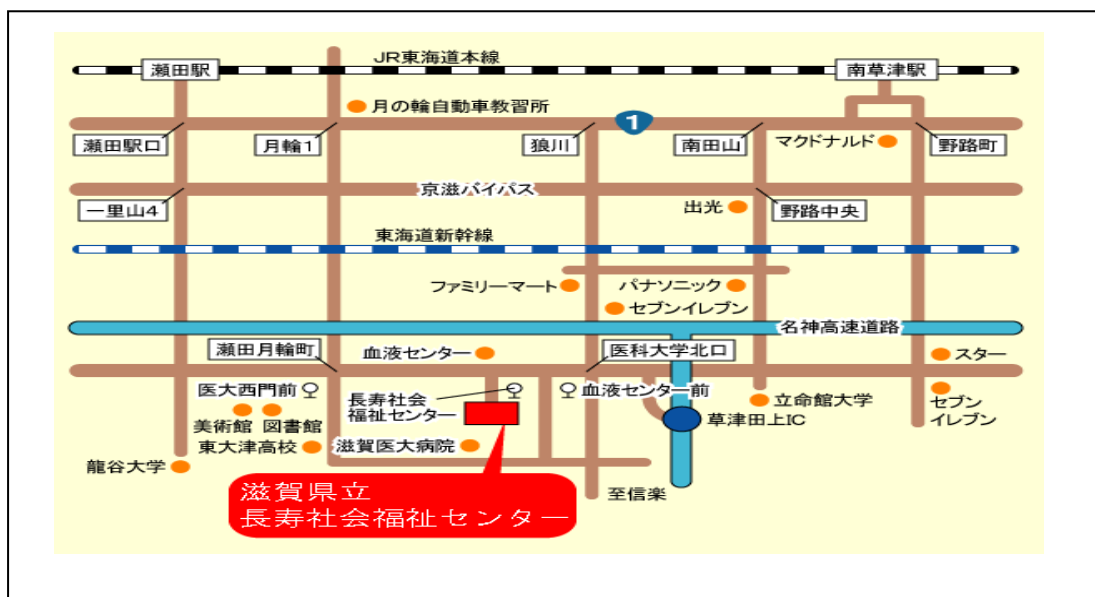 JR東海道本線
瀬田駅
南草津駅
月の輪自動車教習所
1
瀬田駅口
月輪1
狼川
南田山
マクドナルド
野路町
京滋バイパス
一里山4
出光
野路中央
東海道新幹線
ファミリーマート
パナソニック
セブンイレブン
名神高速道路
瀬田月輪町
血液センター
医科大学北口
スター
医大西門前
長寿社会
福祉センター
血液センター前
美術館
図書館
立命館大学
セブン
イレブン
草津田上IC
東大津高校
滋賀医大病院
龍谷大学
至信楽
滋賀県立
長寿社会福祉センター